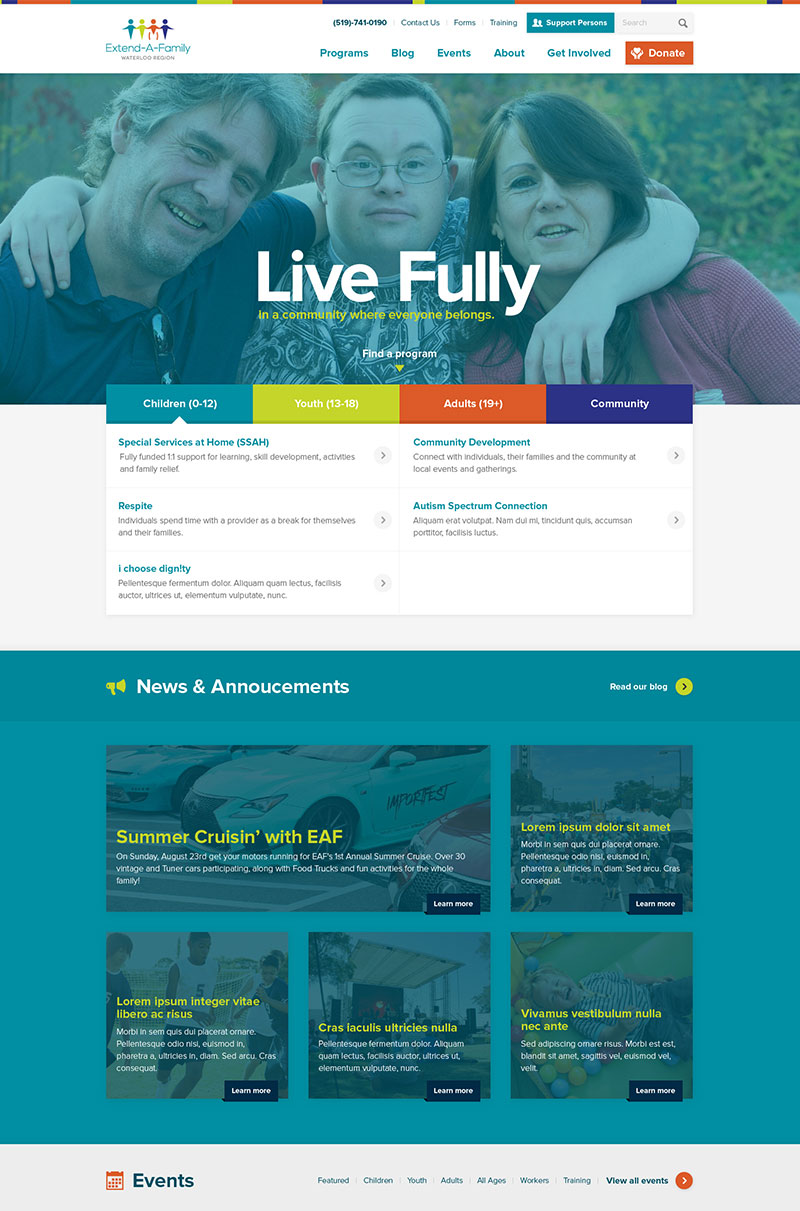 (519)-741-0190 Contact Us Forms Training Support Persons Search
Extend-A-Family
WATERLOO REGION
Programs Blog Events About Get Involved Donate
Live Fully
In a community where everyone belongs.
Find a program
Children (0-12) Youth (13-18) Adults (19+) Community
Special Services at Home (SSAH)
Fully funded 1:1 support for learning, skill development, activities
and family relief.
Community Development
Connect with individuals, their families and the community at
local events and gatherings.
Respite
Individuals spend time with a provider as a break for themselves
and their families.
Autism Spectrum Connection
Aliquam erat volutpat. Nam dui mi, tincidunt quis, accumsan
porttitor, facilisis luctus.
i choose dign!ty
Pellentesque fermentum dolor. Aliquam quam lectus, facilisis
auctor, ultrices ut, elementum vulputate, nunc.
News & Annoucements
Read our blog
IMPORTFEST
Summer Cruisin' with EAF
On Sunday, August 23rd get your motors running for EAF's 1st Annual Summer Cruise. Over 30
vintage and Tuner cars participating, along with Food Trucks and fun activities for the whole
family!
Learn more
Lorem ipsum dolor sit amet
Morbi in sem quis dui placerat ornare.
Pellentesque odio nisi, euismod in,
pharetra a, ultricies in, diam. Sed arcu. Cras
consequat.
Learn more
5
Lorem ipsum integer vitae
libero ac risus
Morbi in sem quis dui placerat ornare.
Pellentesque odio nisi, euismod in,
pharetra a, ultricies in, diam. Sed arcu. Cras
consequat.
Learn more
Cras iaculis ultricies nulla
Pellentesque fermentum dolor. Aliquam
quam lectus, facilisis auctor, ultrices ut,
elementum vulputate, nunc.
Learn more
Vivamus vestibulum nulla
nec ante
Sed adipiscing ornare risus. Morbi est est,
blandit sit amet, sagittis vel, euismod vel,
velit.
Learn more
Events
Featured Children Youth Adults All Ages Workers Training View all events